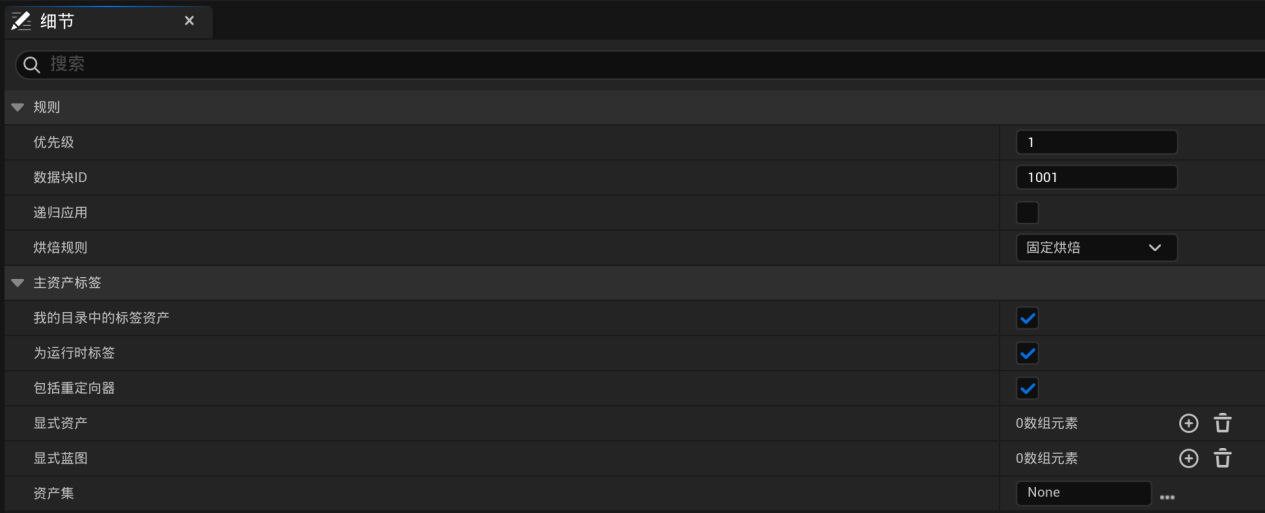 细节
搜索
规则
优先级 1
数据块ID 1001
递归应用
烘焙规则 固定烘焙
主资产标签
我的目录中的标签资产
为运行时标签
包括重定向器
显式资产 0数组元素
显式蓝图 0数组元素
资产集 None